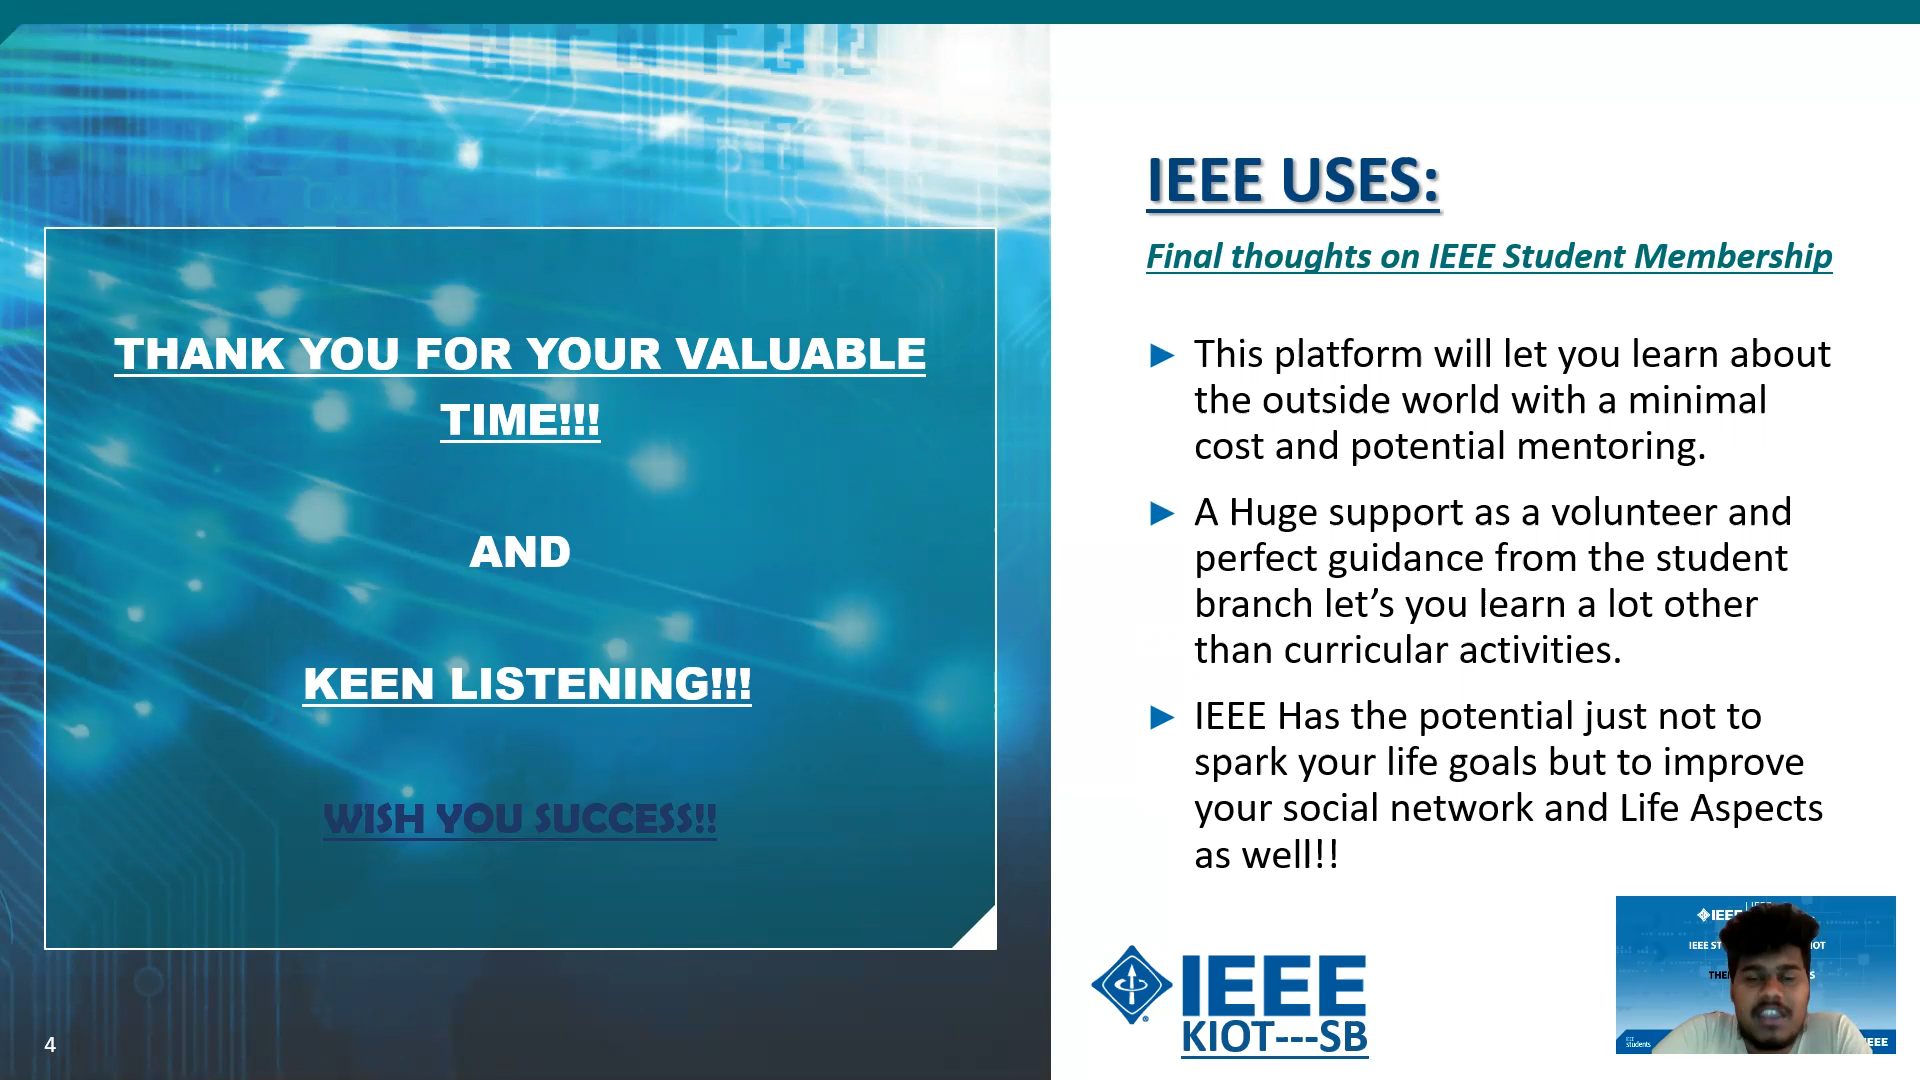 THANK YOU FOR YOUR VALUABLE
TIME!!!
AND
KEEN LISTENING!!!
WISH YOU SUCCESS!!
4
IEEE USES:
Final thoughts on IEEE Student Membership
► This platform will let you learn about
the outside world with a minimal
cost and potential mentoring.
► A Huge support as a volunteer and
perfect guidance from the student
branch let’s you learn a lot other
than curricular activities.
► IEEE Has the potential just not to
spark your life goals but to improve
your social network and Life Aspects
as well!!
IEEE
KIOT---SB
IEEE
IEEE
students
IEEE